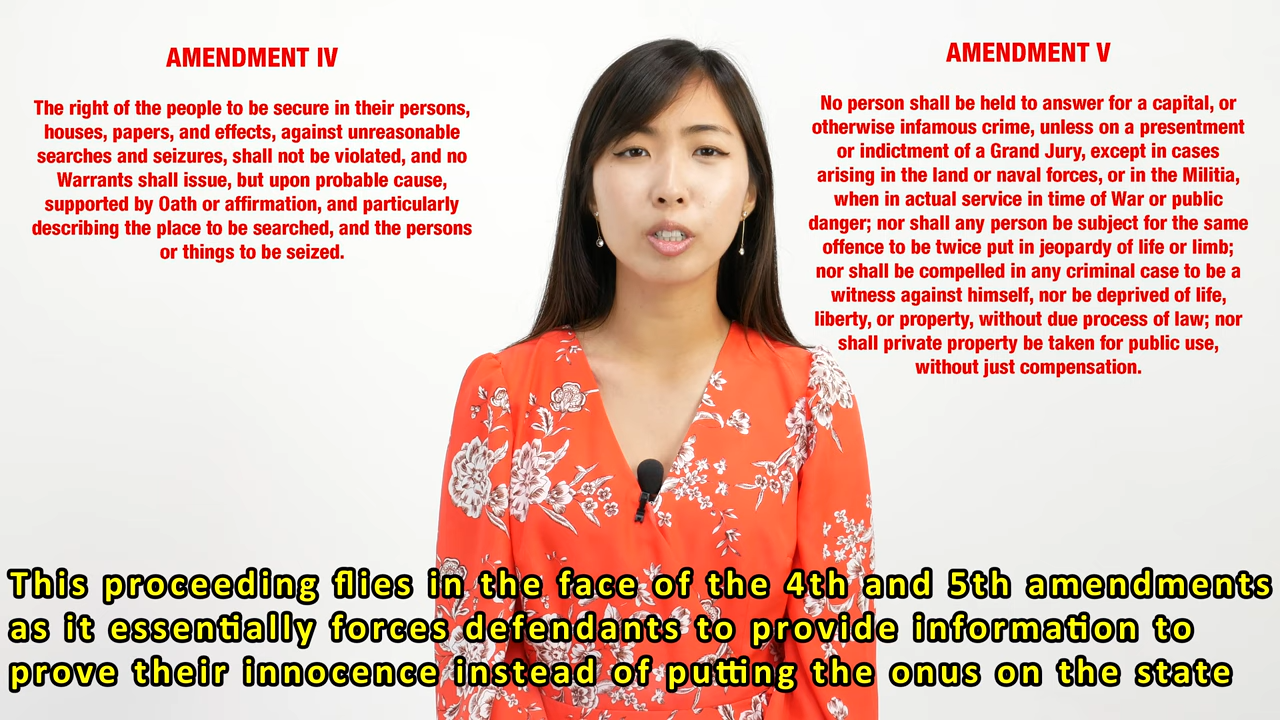 AMENDMENT IV
The right of the people to be secure in their persons,
houses, papers, and effects, against unreasonable
searches and seizures, shall not be violated, and no
Warrants shall issue, but upon probable cause,
supported by Oath or affirmation, and particularly
describing the place to be searched, and the persons
or things to be seized.
AMENDMENT V
No person shall be held to answer for a capital, or
otherwise infamous crime, unless on a presentment
or indictment of a Grand Jury, except in cases
arising in the land or naval forces, or in the Militia,
when in actual service in time of War or public
danger; nor shall any person be subject for the same
offence to be twice put in jeopardy of life or limb;
nor shall be compelled in any criminal case to be a
witness against himself, nor be deprived of life,
liberty, or property, without due process of law; nor
shall private property be taken for public use,
without just compensation.
This proceeding flies in the face of the 4th and 5th amendments
as it essentially forces defendants to provide information to
prove their innocence instead of putting the onus on the state